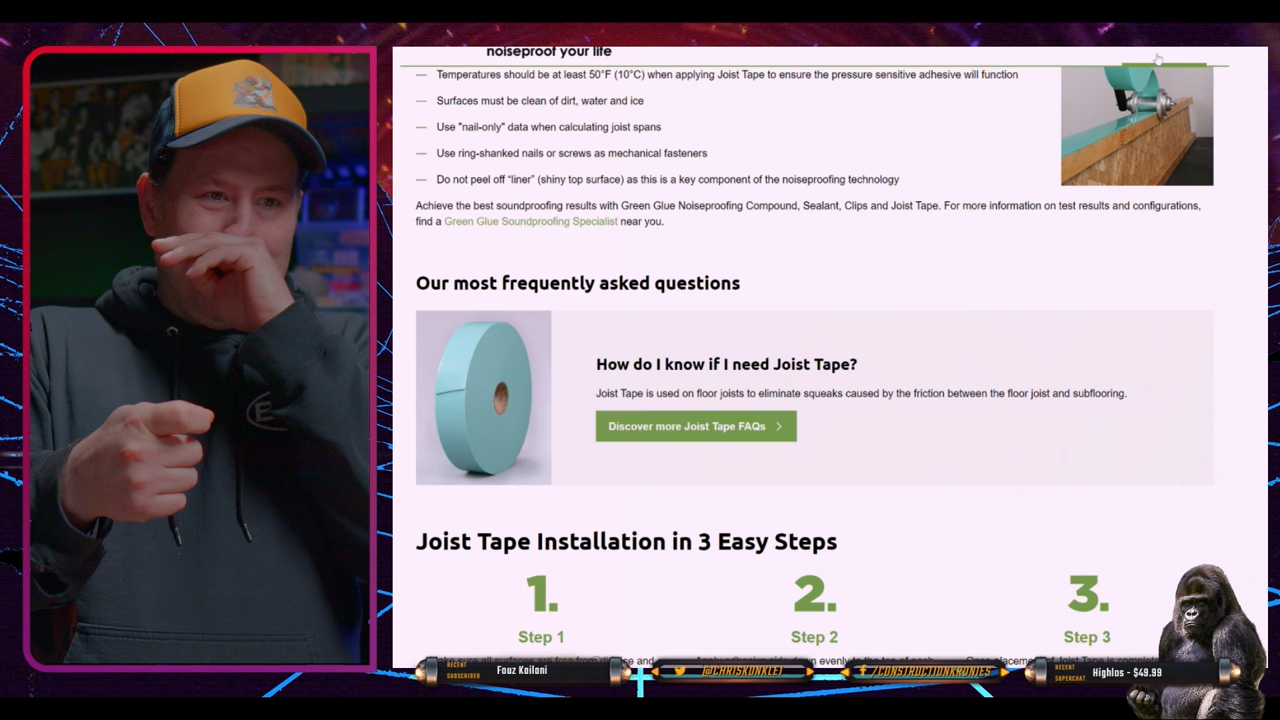 noiseproof your life
— Temperatures should be at least 50°F (10°C) when applying Joist Tape to ensure the pressure sensitive adhesive will function
— Surfaces must be clean of dirt, water and ice
— Use "nail-only" data when calculating joist spans
— Use ring-shanked nails or screws as mechanical fasteners
— Do not peel off “liner” (shiny top surface) as this is a key component of the noiseproofing technology
Achieve the best soundproofing results with Green Glue Noiseproofing Compound, Sealant, Clips and Joist Tape. For more information on test results and configurations,
find a Green Glue Soundproofing Specialist near you.
Our most frequently asked questions
How do I know if I need Joist Tape?
Joist Tape is used on floor joists to eliminate squeaks caused by the friction between the floor joist and subflooring.
Discover more Joist Tape FAQs >
Joist Tape Installation in 3 Easy Steps
1.
2.
3.
Step 1
Step 2
Step 3
RECENT
SUBSCRIBER
Fouz Kailani
@CHRISKUNKLE1
/CONSTRUCTIONKRONIES
RECENT
SUPERCHAT
Highlos - $49.99